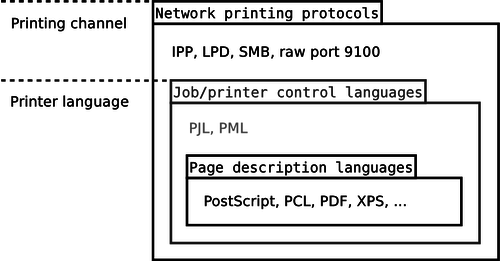 Network printing protocols
Printing channel
IPP, LPD, SMB, raw port 9100
Job/printer control languages
Printer language
PJL, PML
Page description languages
PostScript, PCL, PDF, XPS, ...